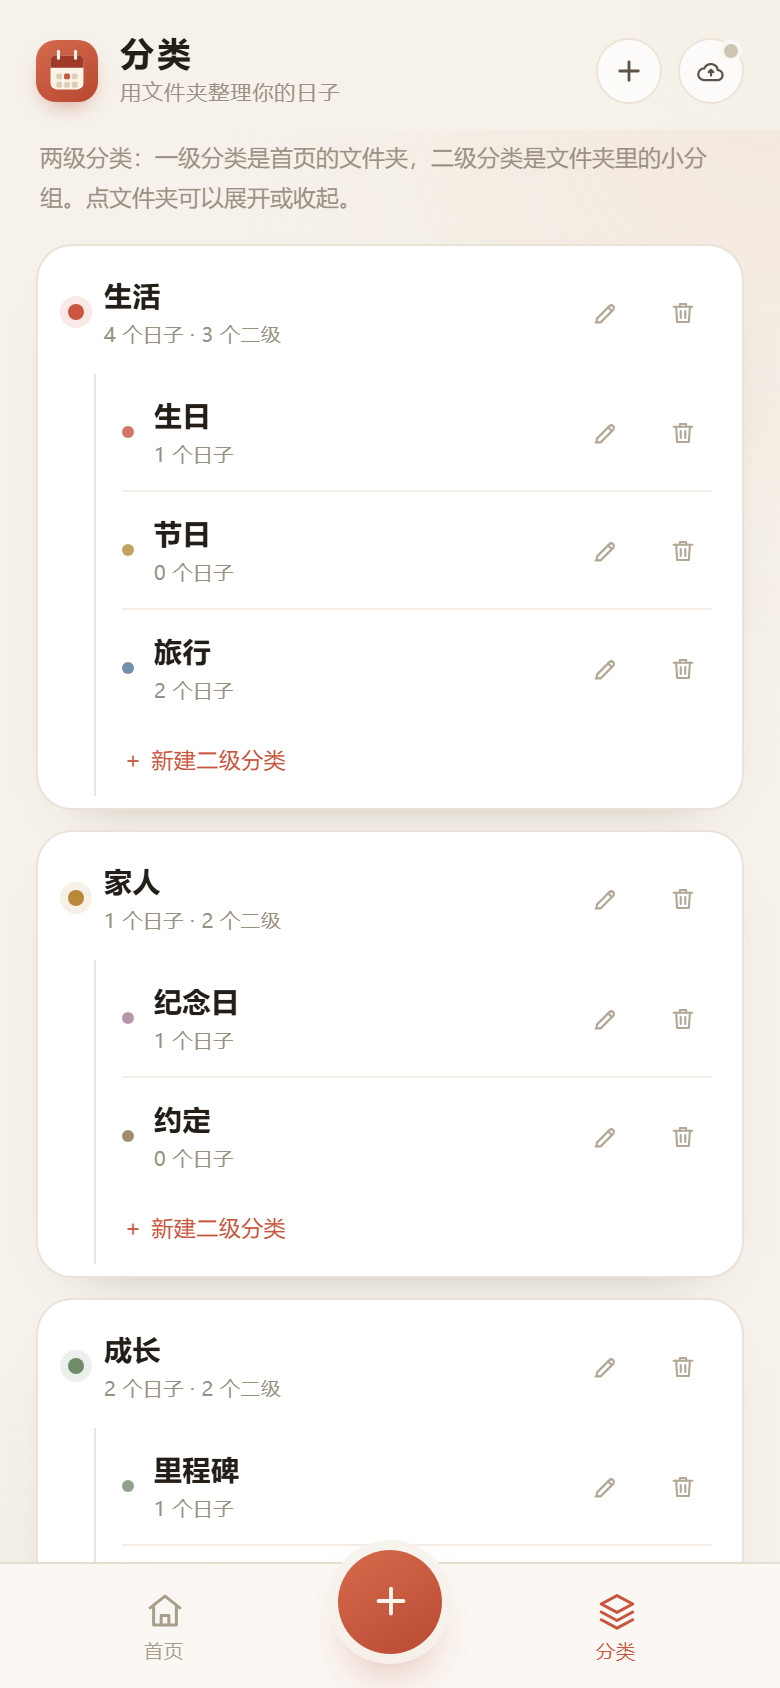 分类
用文件夹整理你的日子
两级分类：一级分类是首页的文件夹，二级分类是文件夹里的小分
组。点文件夹可以展开或收起。
生活
4 个日子 · 3 个二级
生日
1 个日子
节日
0 个日子
旅行
2 个日子
+ 新建二级分类
家人
1 个日子 · 2 个二级
纪念日
1 个日子
约定
0 个日子
+ 新建二级分类
成长
2 个日子 · 2 个二级
里程碑
1 个日子
首页
分类